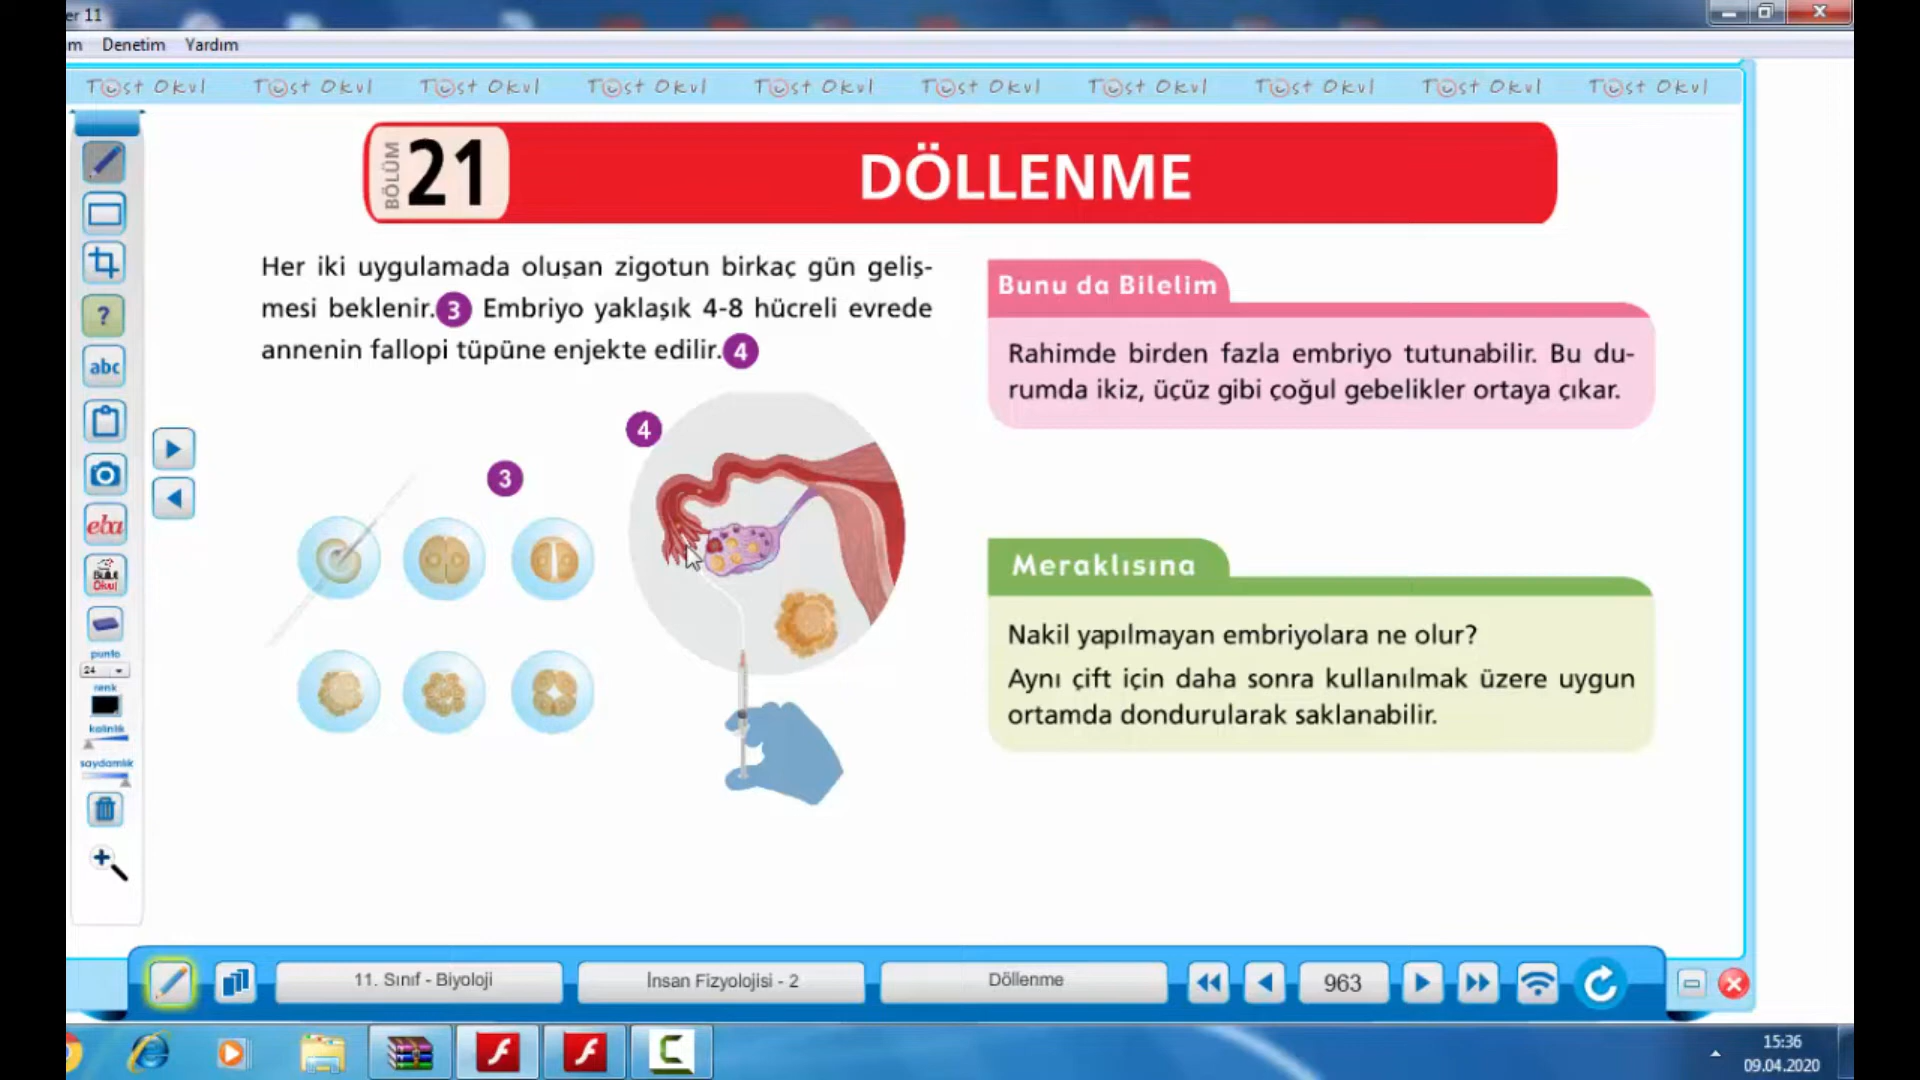 er 11
m Denetim Yardım
Test Okul Test Okul Test Okul Test Okul Test Okul Test Okul Test Okul Test Okul Test Okul Test Okul
BÖLÜM
21
DÖLLENME
Her iki uygulamada oluşan zigotun birkaç gün geliş-
mesi beklenir. 3 Embriyo yaklaşık 4-8 hücreli evrede
annenin fallopi tüpüne enjekte edilir. 4
3
4
Bunu da Bilelim
Rahimde birden fazla embriyo tutunabilir. Bu du-
rumda ikiz, üçüz gibi çoğul gebelikler ortaya çıkar.
Meraklısına
Nakil yapılmayan embriyolara ne olur?
Aynı çift için daha sonra kullanılmak üzere uygun
ortamda dondurularak saklanabilir.
?
abc
eba
Bulut
Okul
punto
24
renk
kalınlık
saydamlık
11. Sınıf - Biyoloji
İnsan Fizyolojisi - 2
Döllenme
963
15:36
09.04.2020